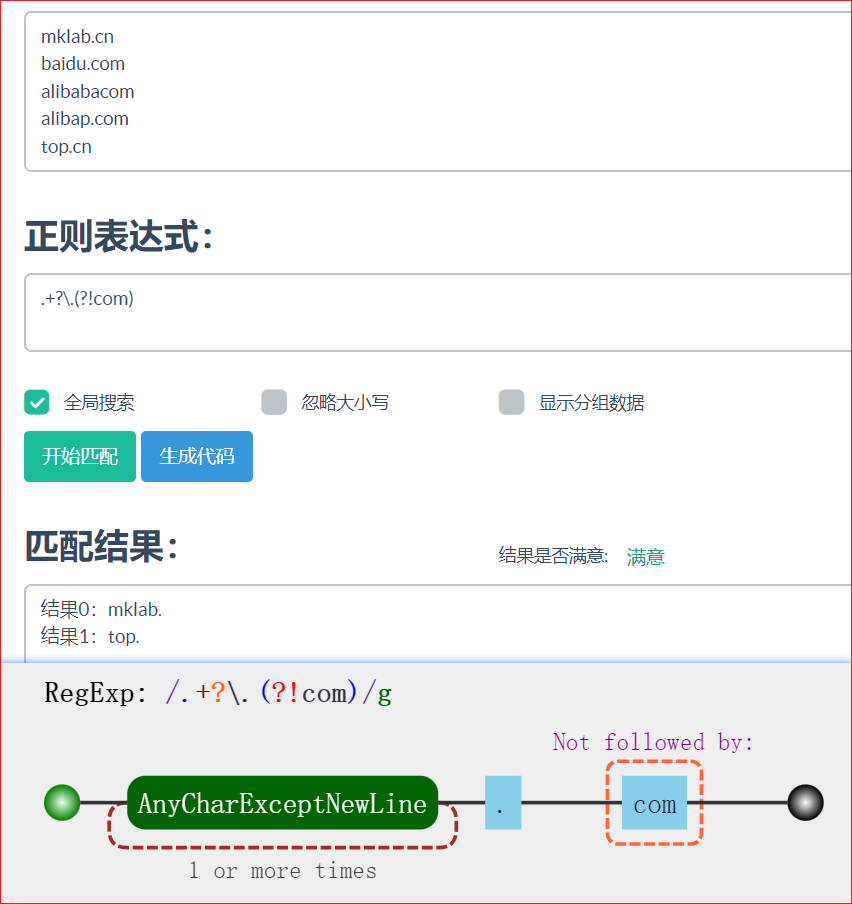 mklab.cn
baidu.com
alibabacom
alibap.com
top.cn
正则表达式：
.+?\.(?!com)
全局搜索 忽略大小写 显示分组数据
开始匹配 生成代码
匹配结果： 结果是否满意: 满意
结果0：mklab.
结果1：top.
RegExp: /.+?\.(?!com)/g
Not followed by:
AnyCharExceptNewLine . com
1 or more times